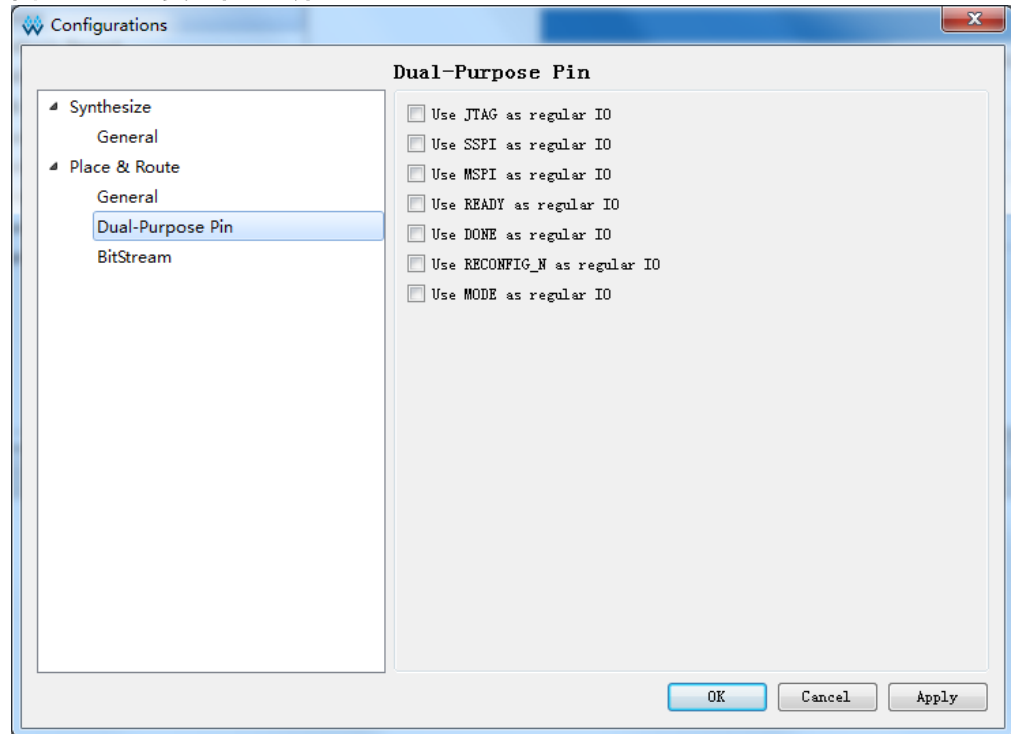 Configurations
Dual-Purpose Pin
Synthesize
General
Place & Route
General
Dual-Purpose Pin
BitStream
Use JTAG as regular IO
Use SSPI as regular IO
Use MSPI as regular IO
Use READY as regular IO
Use DONE as regular IO
Use RECONFIG_N as regular IO
Use MODE as regular IO
OK
Cancel
Apply